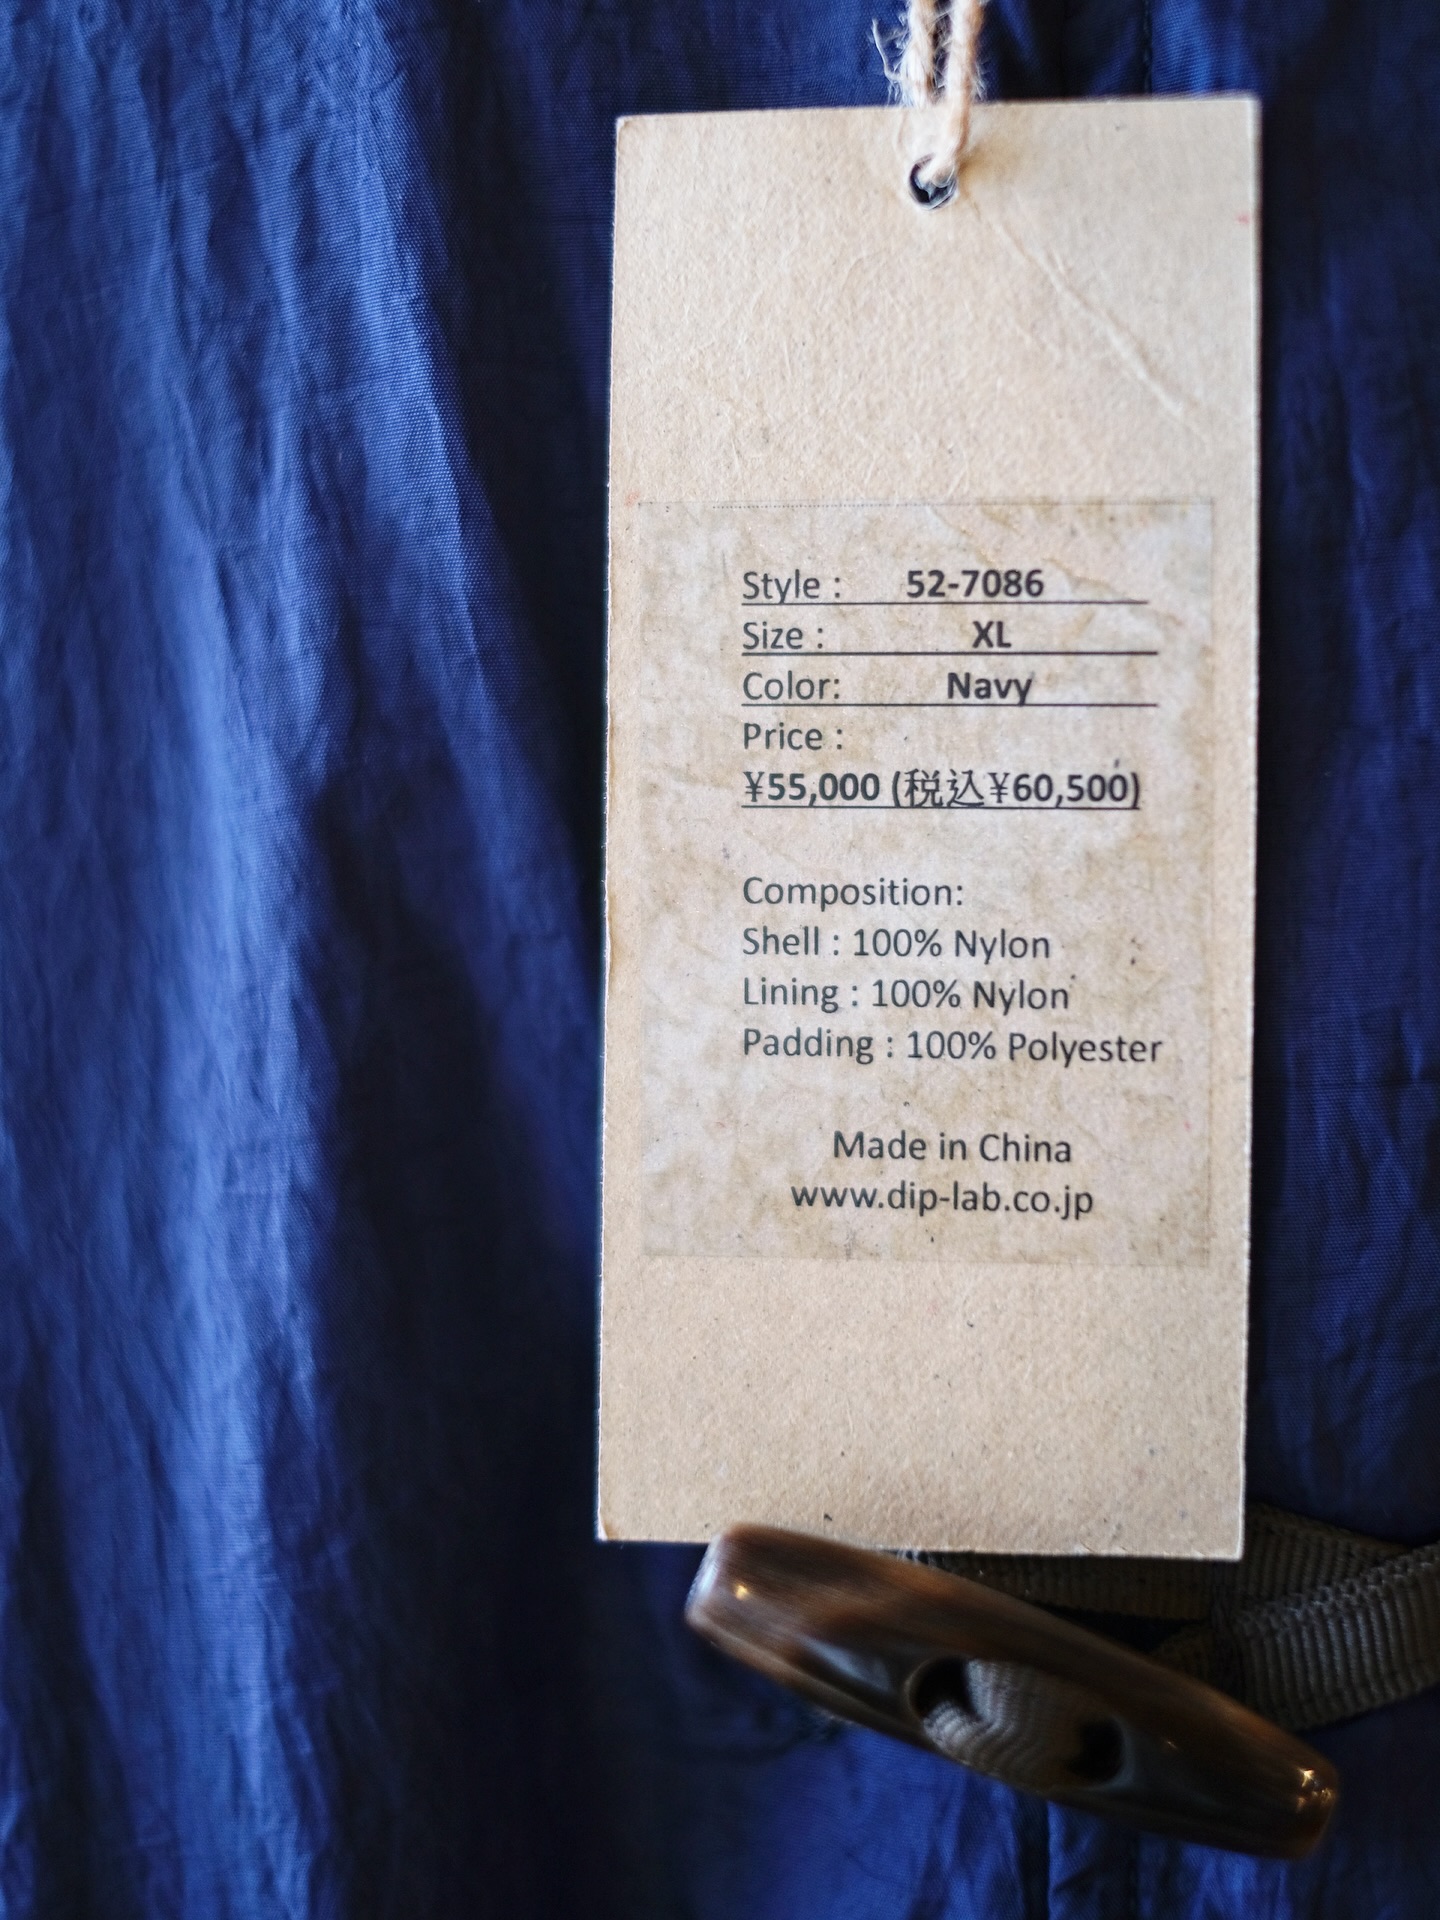 Style : 52-7086
Size : XL
Color: Navy
Price :
¥55,000 (税込¥60,500)
Composition:
Shell : 100% Nylon
Lining : 100% Nylon
Padding : 100% Polyester
Made in China
www.dip-lab.co.jp